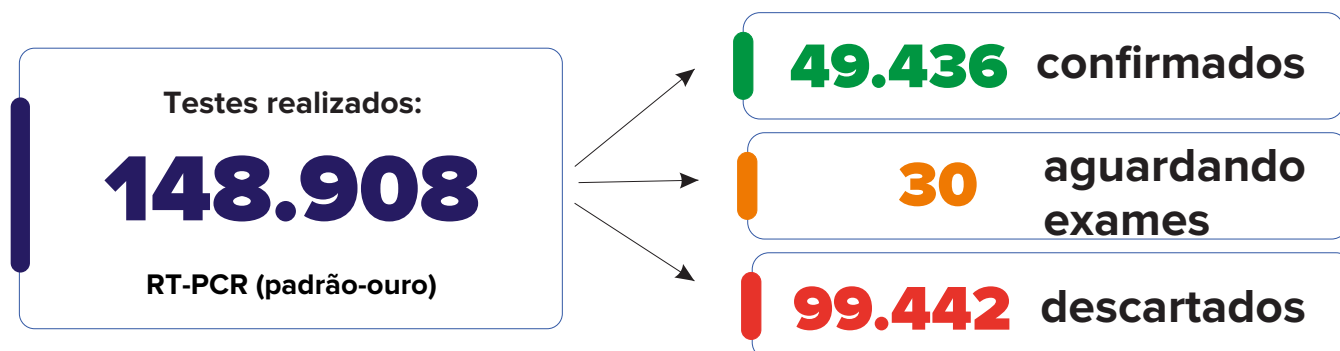 Testes realizados:
148.908
RT-PCR (padrão-ouro)
49.436 confirmados
30 aguardando
exames
99.442 descartados